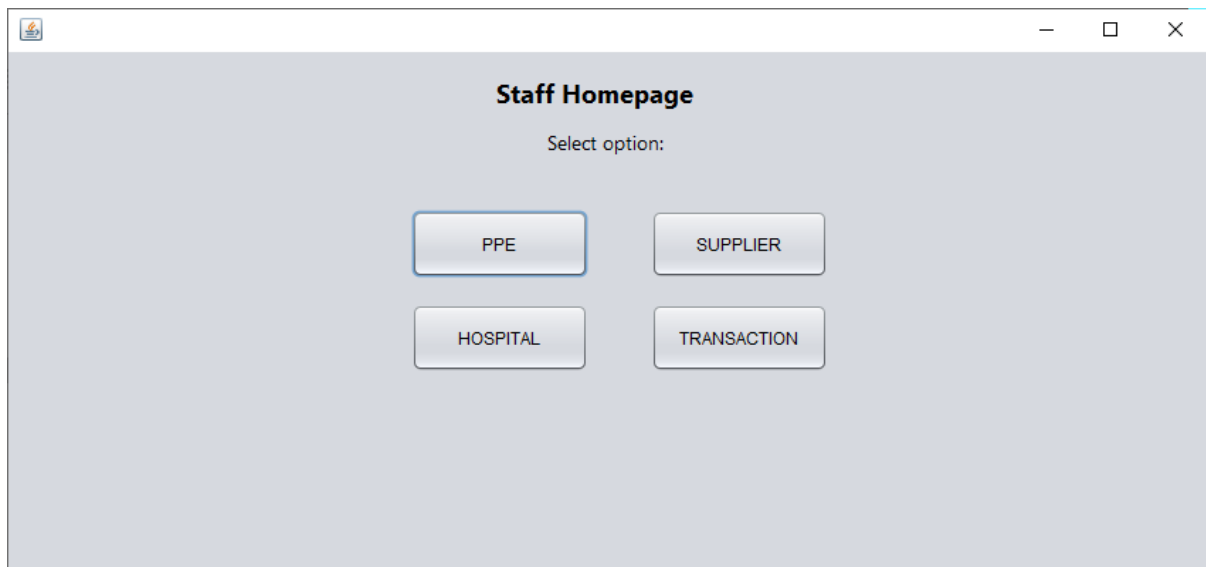 Staff Homepage
Select option:
PPE
SUPPLIER
HOSPITAL
TRANSACTION